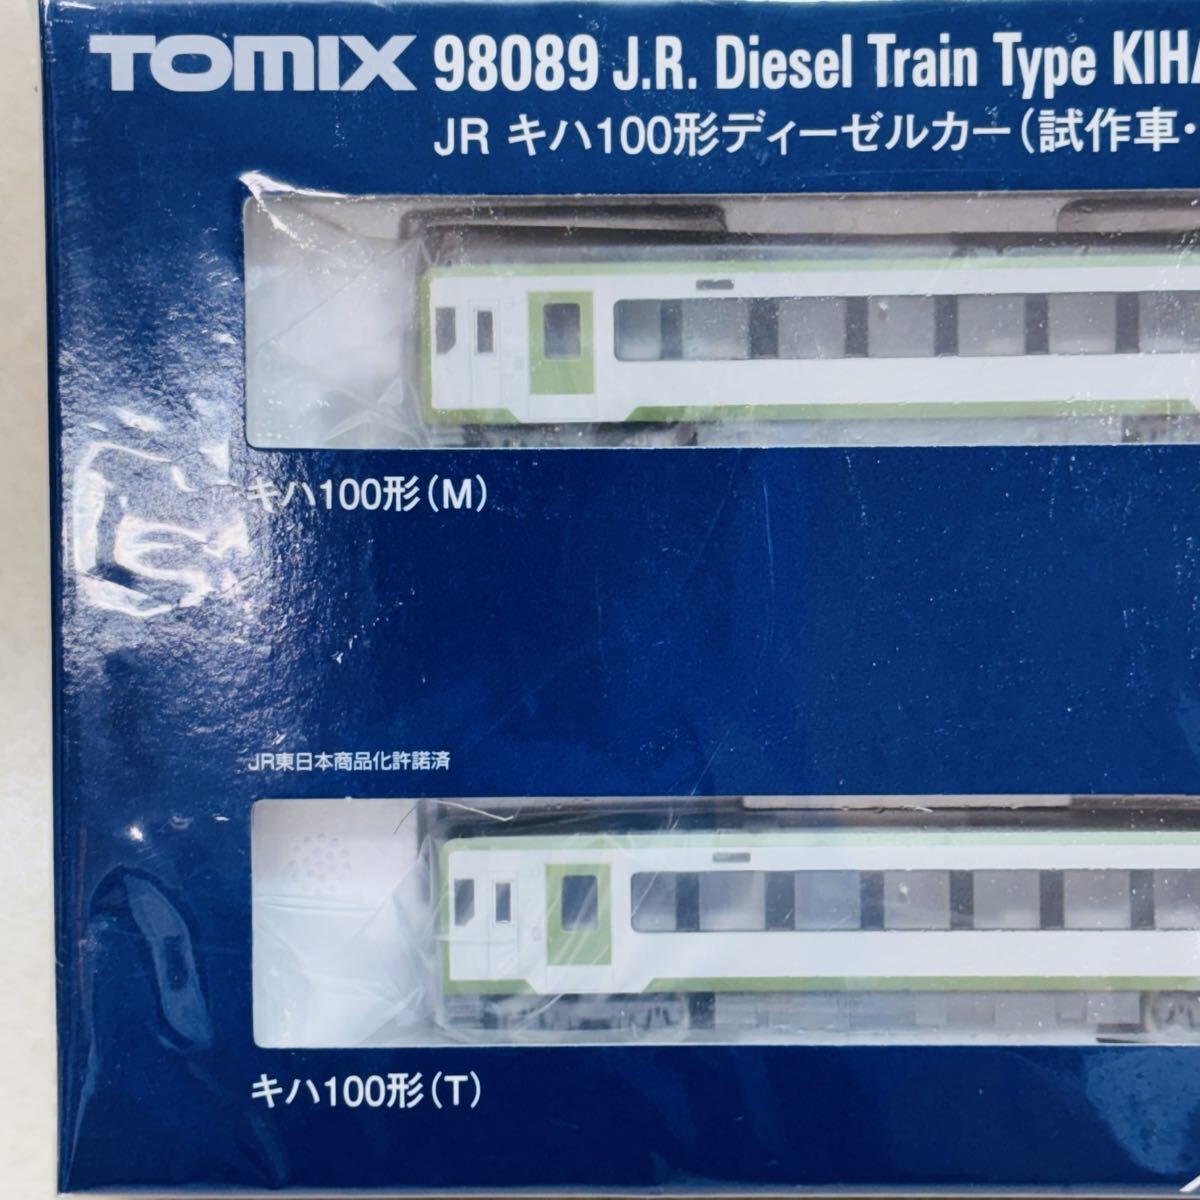 TOMIX 98089 J.R. Diesel Train Type KIHA
JR キハ100形ディーゼルカー(試作車・
キハ100形(M)
JR東日本商品化許諾済
キハ100形(T)